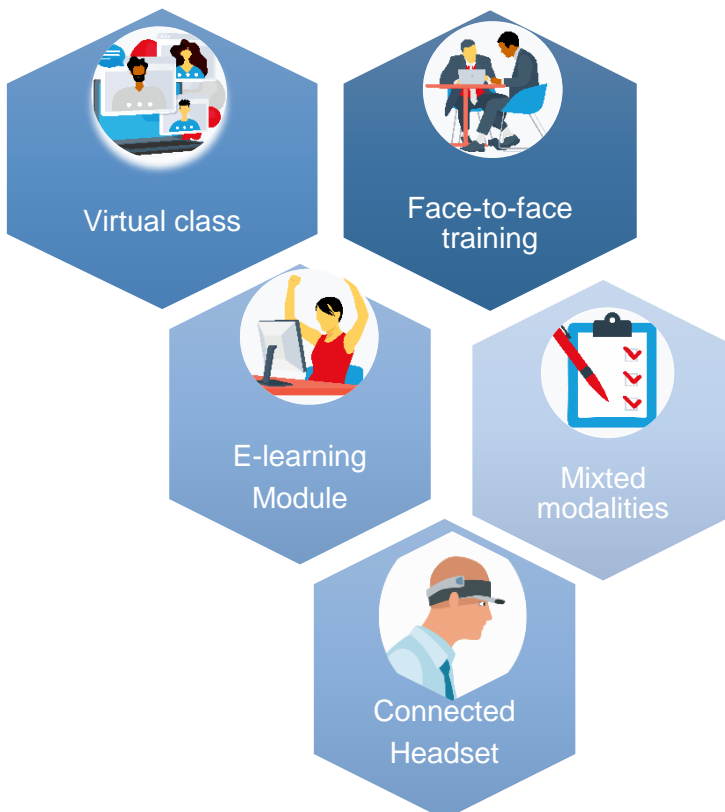 Virtual class
Face-to-face
training
E-learning
Module
Mixted
modalities
Connected
Headset